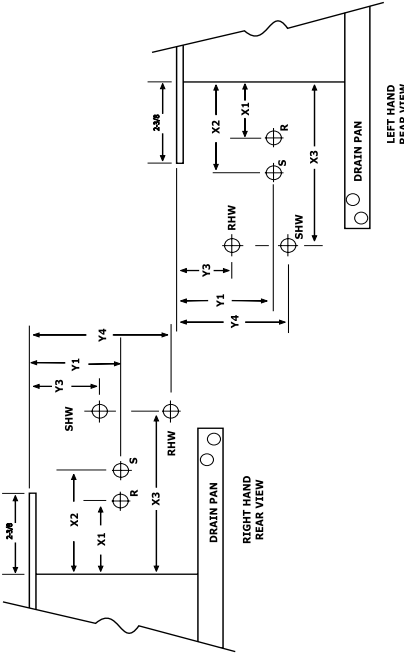 2-3/8
X1
X2
X3
R
S
RHW
SHW
Y3
Y1
Y4
DRAIN PAN
LEFT HAND
REAR VIEW
Y4
Y1
Y3
SHW
RHW
S
R
X3
X2
X1
2-3/8
DRAIN PAN
RIGHT HAND
REAR VIEW